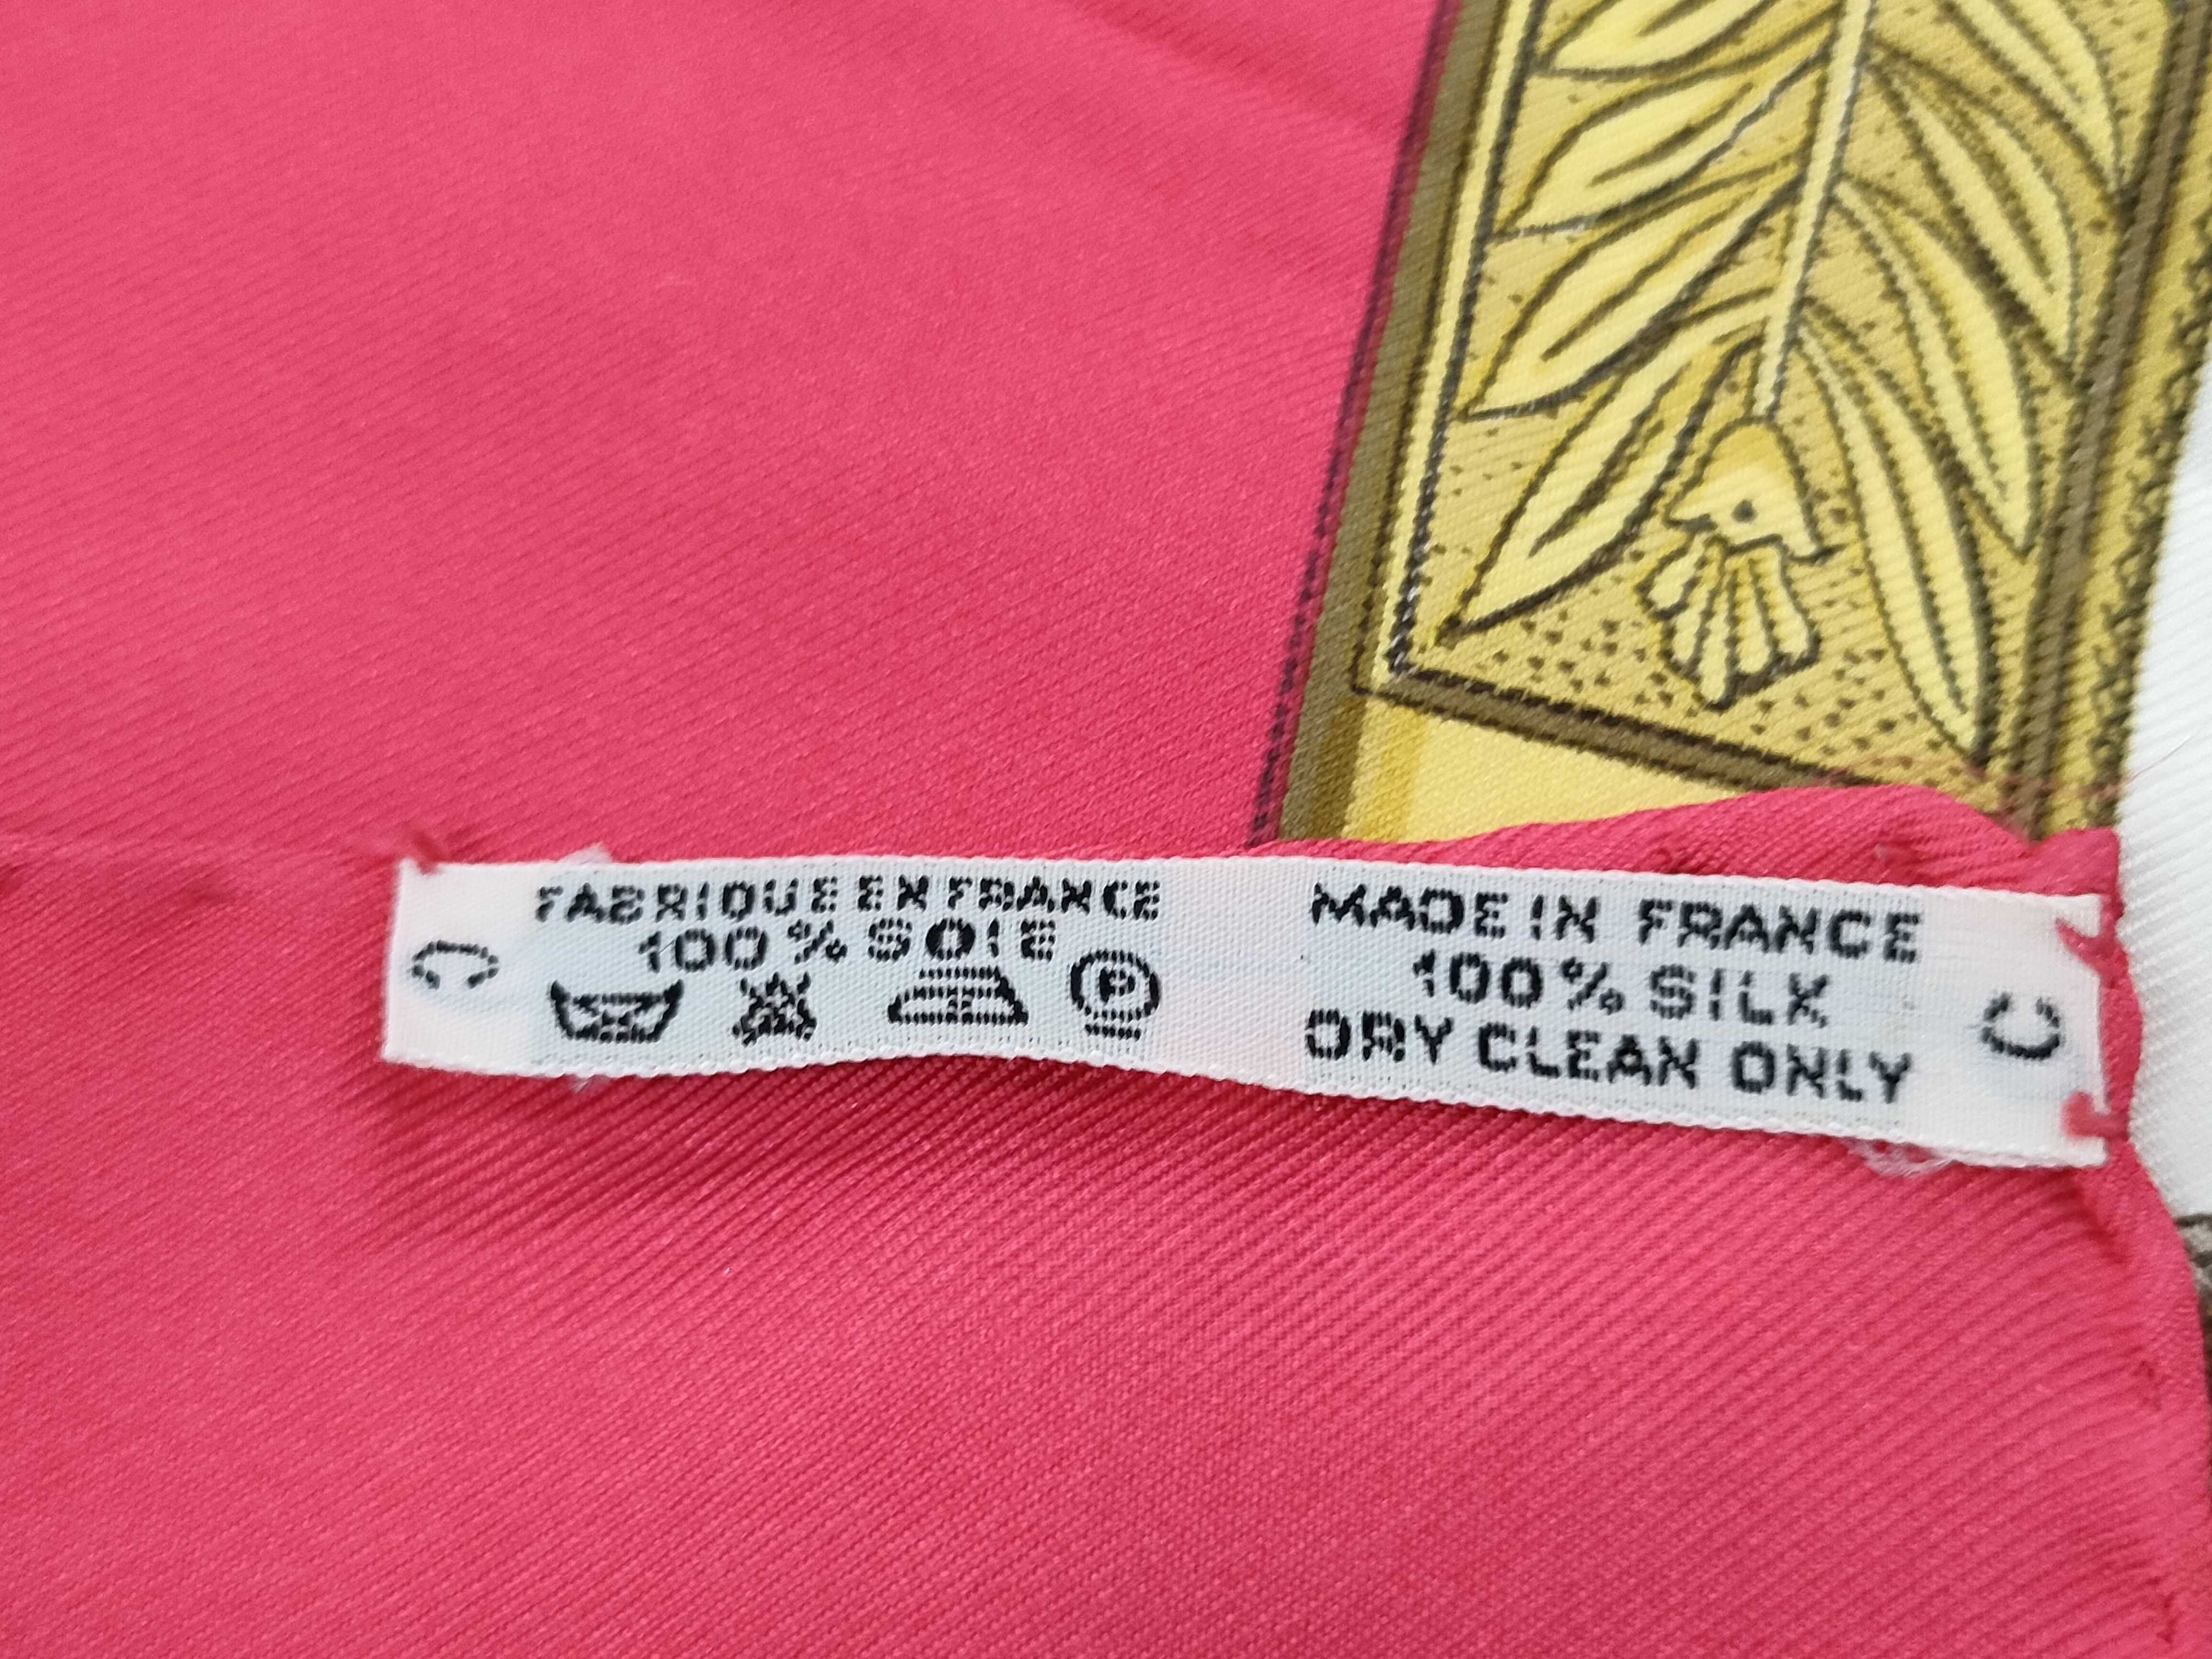 C
FABRIQUE EN FRANCE
100% SOIE
P
MADE IN FRANCE
100% SILK
DRY CLEAN ONLY
C